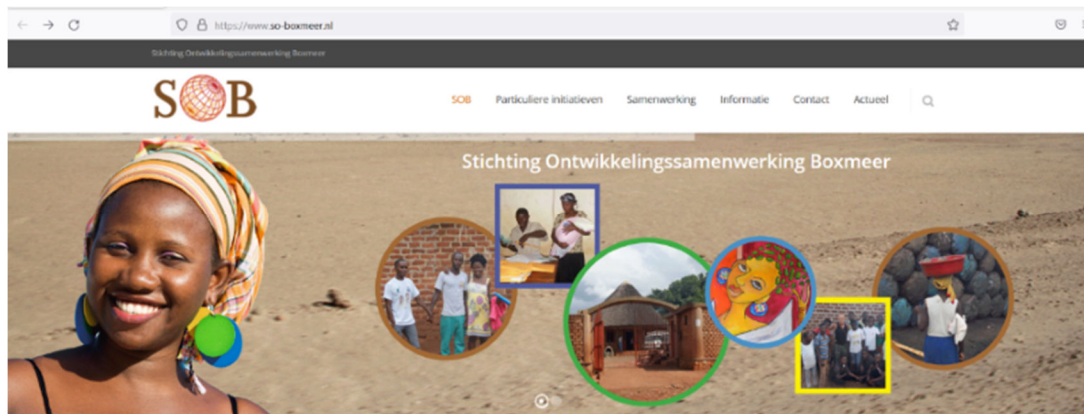 https://www.so-boxmeer.nl
Stichting Ontwikkelingssamenwerking Boxmeer
SOB
SOB Particuliere initiatieven Samenwerking Informatie Contact Actueel
Stichting Ontwikkelingssamenwerking Boxmeer